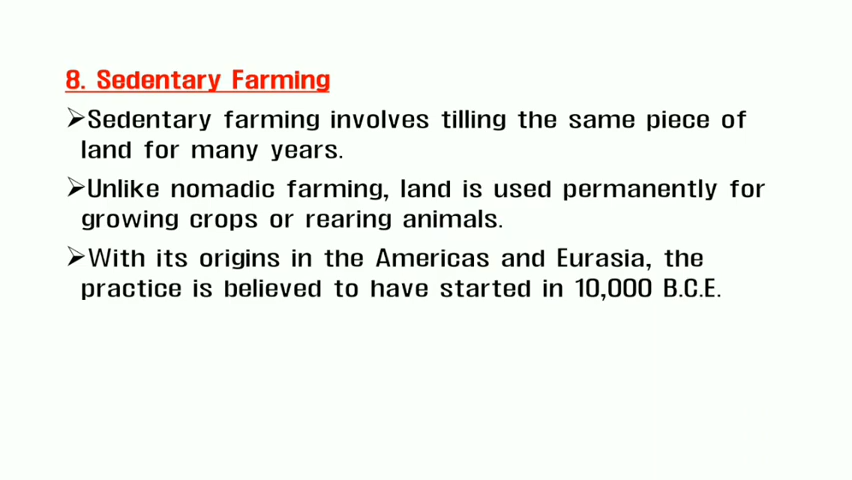 8. Sedentary Farming
➢Sedentary farming involves tilling the same piece of
land for many years.
➢Unlike nomadic farming, land is used permanently for
growing crops or rearing animals.
➢With its origins in the Americas and Eurasia, the
practice is believed to have started in 10,000 B.C.E.